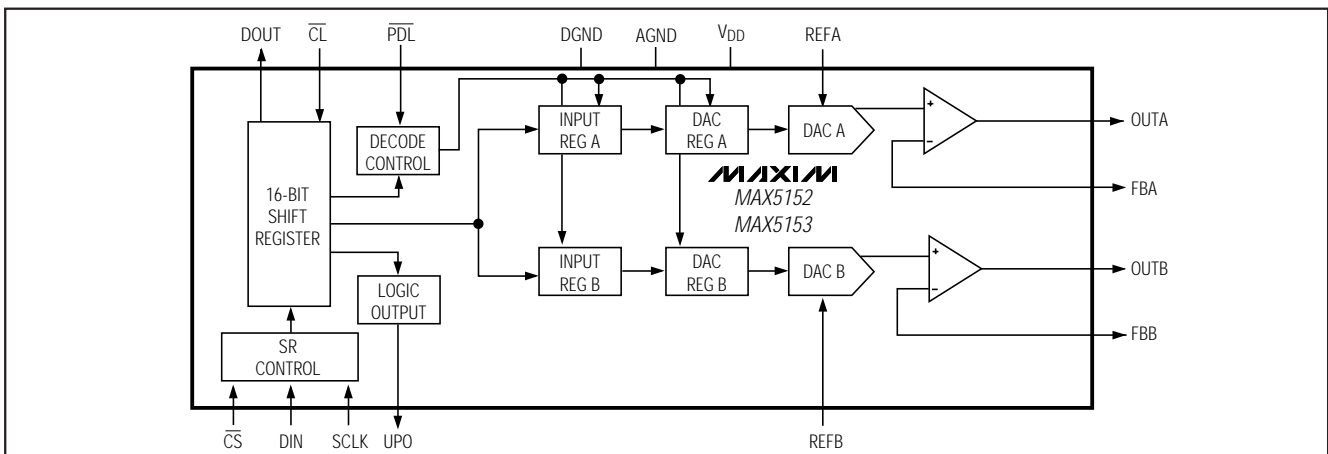 DOUT
CL
PDL
DGND
AGND
VDD
REFA
DECODE
CONTROL
INPUT
REG A
DAC
REG A
DAC A
+
−
OUTA
FBA
MAXIM
MAX5152
MAX5153
16-BIT
SHIFT
REGISTER
LOGIC
OUTPUT
INPUT
REG B
DAC
REG B
DAC B
+
−
OUTB
FBB
SR
CONTROL
CS
DIN
SCLK
UPO
REFB